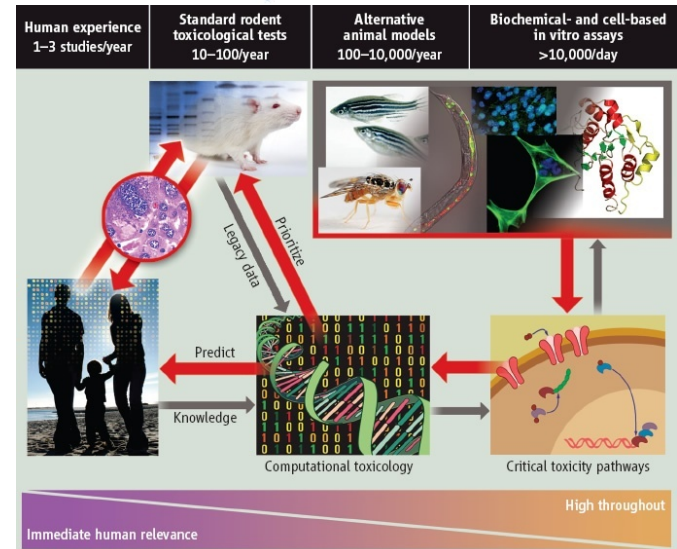 Human experience
1–3 studies/year
Standard rodent
toxicological tests
10–100/year
Alternative
animal models
100–10,000/year
Biochemical- and cell-based
in vitro assays
>10,000/day
Prioritize
Legacy data
Predict
Knowledge
Computational toxicology
Critical toxicity pathways
High throughout
Immediate human relevance